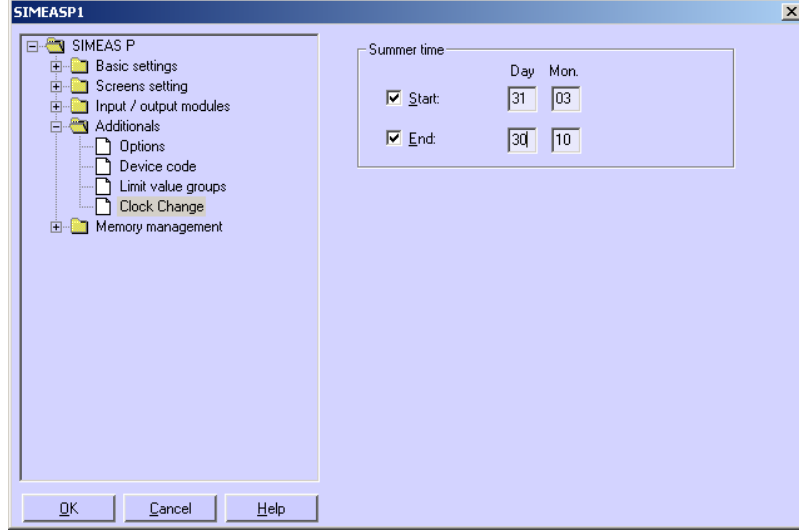 SIMEASP1
SIMEAS P
Basic settings
Screens setting
Input / output modules
Additionals
Options
Device code
Limit value groups
Clock Change
Memory management
Summer time
Day Mon.
Start: 31 03
End: 30 10
OK Cancel Help